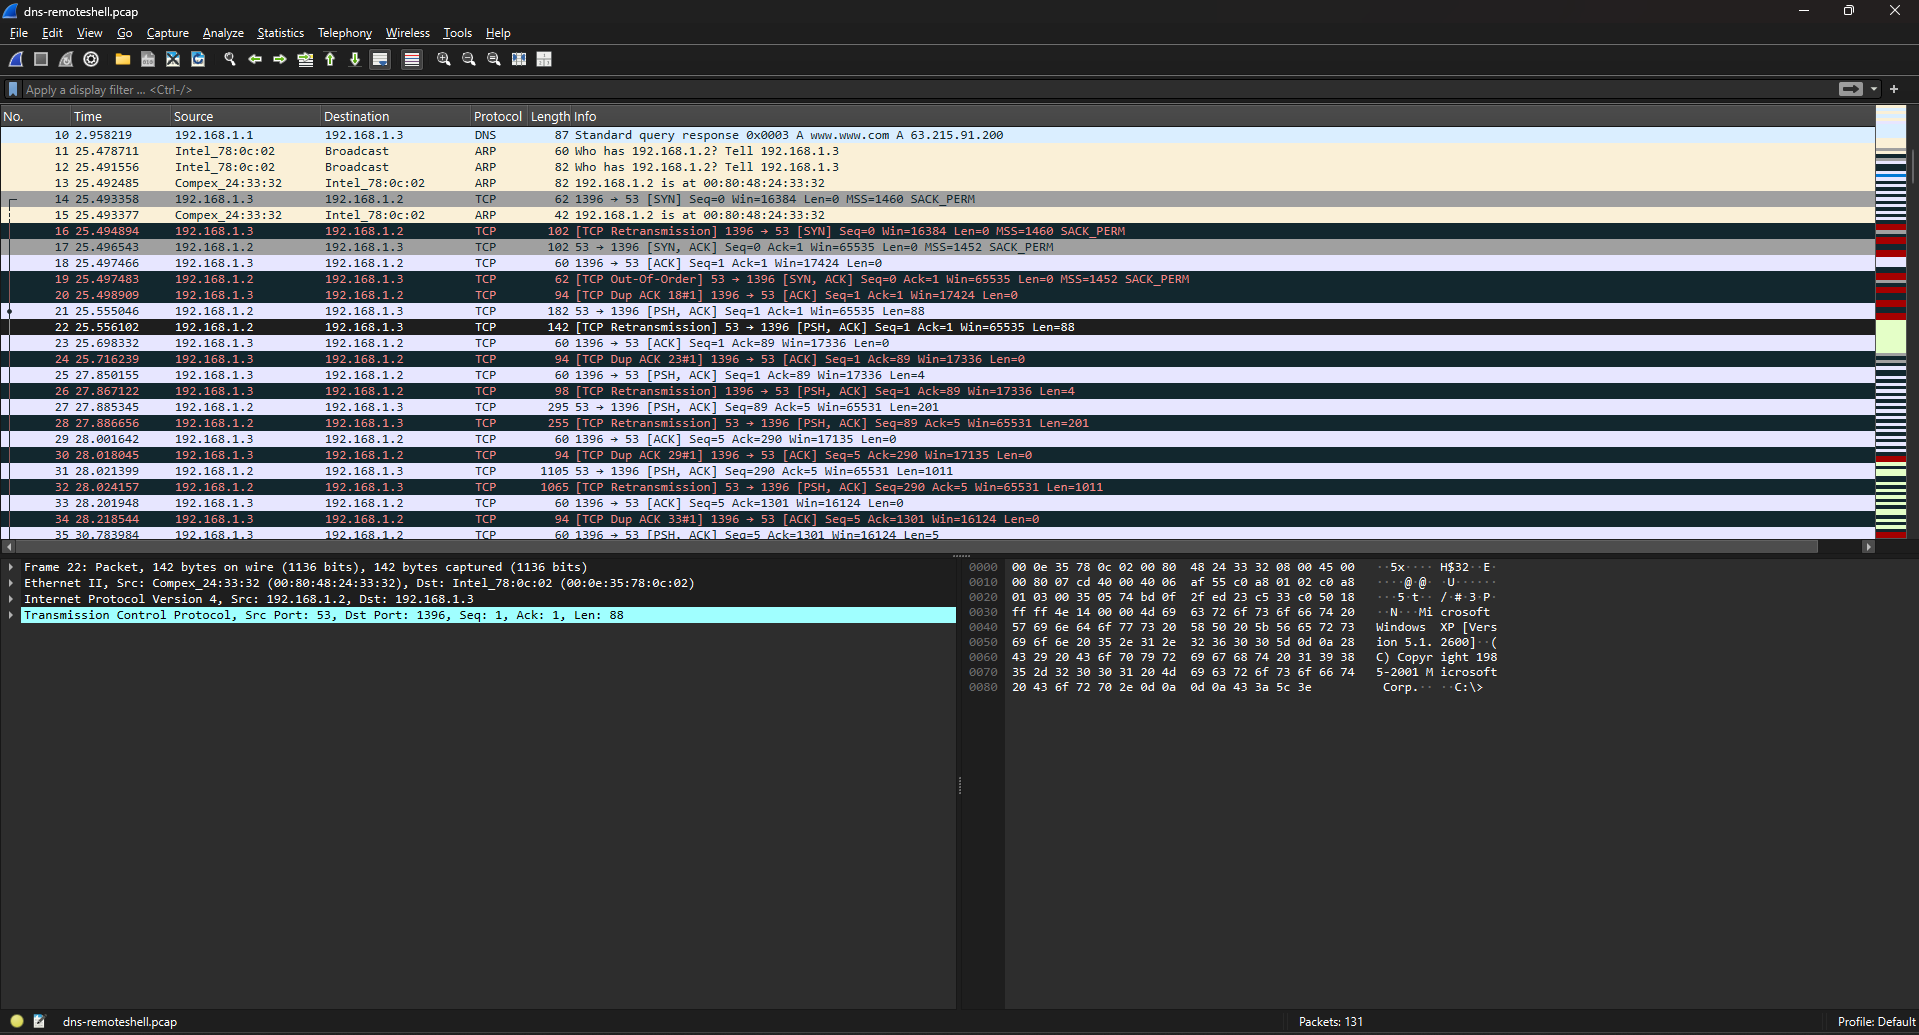 dns-remoteshell.pcap
File Edit View Go Capture Analyze Statistics Telephony Wireless Tools Help
Apply a display filter ... <Ctrl-/>
No. Time Source Destination Protocol Length Info
10 2.958219 192.168.1.1 192.168.1.3 DNS 87 Standard query response 0x0003 A www.www.com A 63.215.91.200
11 25.478711 Intel_78:0c:02 Broadcast ARP 60 Who has 192.168.1.2? Tell 192.168.1.3
12 25.491556 Intel_78:0c:02 Broadcast ARP 82 Who has 192.168.1.2? Tell 192.168.1.3
13 25.492485 Compex_24:33:32 Intel_78:0c:02 ARP 82 192.168.1.2 is at 00:80:48:24:33:32
14 25.493358 192.168.1.3 192.168.1.2 TCP 62 1396 → 53 [SYN] Seq=0 Win=16384 Len=0 MSS=1460 SACK_PERM
15 25.493377 Compex_24:33:32 Intel_78:0c:02 ARP 42 192.168.1.2 is at 00:80:48:24:33:32
16 25.494894 192.168.1.3 192.168.1.2 TCP 102 [TCP Retransmission] 1396 → 53 [SYN] Seq=0 Win=16384 Len=0 MSS=1460 SACK_PERM
17 25.496543 192.168.1.2 192.168.1.3 TCP 102 53 → 1396 [SYN, ACK] Seq=0 Ack=1 Win=65535 Len=0 MSS=1452 SACK_PERM
18 25.497466 192.168.1.3 192.168.1.2 TCP 60 1396 → 53 [ACK] Seq=1 Ack=1 Win=17424 Len=0
19 25.497483 192.168.1.2 192.168.1.3 TCP 62 [TCP Out-Of-Order] 53 → 1396 [SYN, ACK] Seq=0 Ack=1 Win=65535 Len=0 MSS=1452 SACK_PERM
20 25.498909 192.168.1.3 192.168.1.2 TCP 94 [TCP Dup ACK 18#1] 1396 → 53 [ACK] Seq=1 Ack=1 Win=17424 Len=0
21 25.555046 192.168.1.2 192.168.1.3 TCP 182 53 → 1396 [PSH, ACK] Seq=1 Ack=1 Win=65535 Len=88
22 25.556102 192.168.1.2 192.168.1.3 TCP 142 [TCP Retransmission] 53 → 1396 [PSH, ACK] Seq=1 Ack=1 Win=65535 Len=88
23 25.698332 192.168.1.3 192.168.1.2 TCP 60 1396 → 53 [ACK] Seq=1 Ack=89 Win=17336 Len=0
24 25.716239 192.168.1.3 192.168.1.2 TCP 94 [TCP Dup ACK 23#1] 1396 → 53 [ACK] Seq=1 Ack=89 Win=17336 Len=0
25 27.850155 192.168.1.3 192.168.1.2 TCP 60 1396 → 53 [PSH, ACK] Seq=1 Ack=89 Win=17336 Len=4
26 27.867122 192.168.1.3 192.168.1.2 TCP 98 [TCP Retransmission] 1396 → 53 [PSH, ACK] Seq=1 Ack=89 Win=17336 Len=4
27 27.885345 192.168.1.2 192.168.1.3 TCP 295 53 → 1396 [PSH, ACK] Seq=89 Ack=5 Win=65531 Len=201
28 27.886656 192.168.1.2 192.168.1.3 TCP 255 [TCP Retransmission] 53 → 1396 [PSH, ACK] Seq=89 Ack=5 Win=65531 Len=201
29 28.001642 192.168.1.3 192.168.1.2 TCP 60 1396 → 53 [ACK] Seq=5 Ack=290 Win=17135 Len=0
30 28.018045 192.168.1.3 192.168.1.2 TCP 94 [TCP Dup ACK 29#1] 1396 → 53 [ACK] Seq=5 Ack=290 Win=17135 Len=0
31 28.021399 192.168.1.2 192.168.1.3 TCP 1105 53 → 1396 [PSH, ACK] Seq=290 Ack=5 Win=65531 Len=1011
32 28.024157 192.168.1.2 192.168.1.3 TCP 1065 [TCP Retransmission] 53 → 1396 [PSH, ACK] Seq=290 Ack=5 Win=65531 Len=1011
33 28.201948 192.168.1.3 192.168.1.2 TCP 60 1396 → 53 [ACK] Seq=5 Ack=1301 Win=16124 Len=0
34 28.218544 192.168.1.3 192.168.1.2 TCP 94 [TCP Dup ACK 33#1] 1396 → 53 [ACK] Seq=5 Ack=1301 Win=16124 Len=0
35 30.783984 192.168.1.3 192.168.1.2 TCP 60 1396 → 53 [PSH, ACK] Seq=5 Ack=1301 Win=16124 Len=5
Frame 22: Packet, 142 bytes on wire (1136 bits), 142 bytes captured (1136 bits)
Ethernet II, Src: Compex_24:33:32 (00:80:48:24:33:32), Dst: Intel_78:0c:02 (00:0e:35:78:0c:02)
Internet Protocol Version 4, Src: 192.168.1.2, Dst: 192.168.1.3
Transmission Control Protocol, Src Port: 53, Dst Port: 1396, Seq: 1, Ack: 1, Len: 88
0000 00 0e 35 78 0c 02 00 80 48 24 33 32 08 00 45 00 ··5x···· H$32··E·
0010 00 80 07 cd 40 00 40 06 af 55 c0 a8 01 02 c0 a8 ····@·@· ·U······
0020 01 03 00 35 05 74 bd 0f 2f ed 23 c5 33 c0 50 18 ···5·t·· /·#·3·P·
0030 ff ff 4e 14 00 00 4d 69 63 72 6f 73 6f 66 74 20 ··N···Mi crosoft
0040 57 69 6e 64 6f 77 73 20 58 50 20 5b 56 65 72 73 Windows XP [Vers
0050 69 6f 6e 20 35 2e 31 2e 32 36 30 30 5d 0d 0a 28 ion 5.1. 2600]··(
0060 43 29 20 43 6f 70 79 72 69 67 68 74 20 31 39 38 C) Copyr ight 198
0070 35 2d 32 30 30 31 20 4d 69 63 72 6f 73 6f 66 74 5-2001 M icrosoft
0080 20 43 6f 72 70 2e 0d 0a 0d 0a 43 3a 5c 3e Corp.·· ··C:\>
dns-remoteshell.pcap Packets: 131 Profile: Default